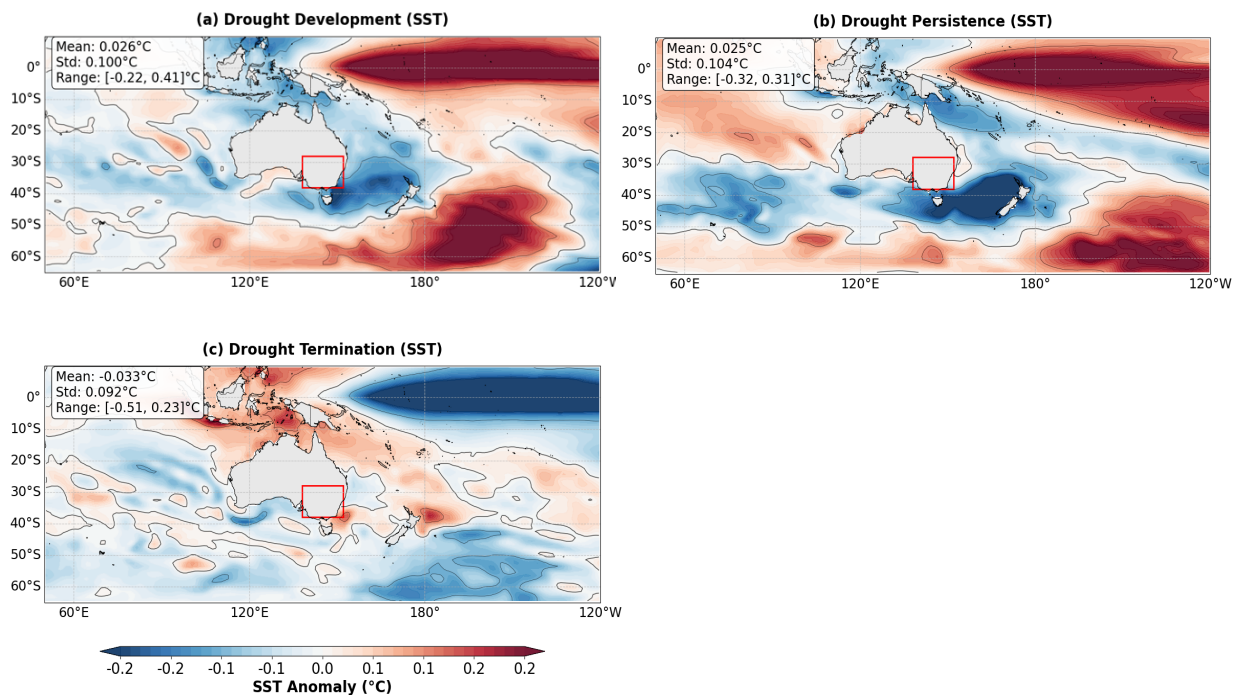 (a) Drought Development (SST)
Mean: 0.026°C
Std: 0.100°C
Range: [-0.22, 0.41]°C
0°
10°S
20°S
30°S
40°S
50°S
60°S
60°E 120°E 180° 120°W
(b) Drought Persistence (SST)
Mean: 0.025°C
Std: 0.104°C
Range: [-0.32, 0.31]°C
0°
10°S
20°S
30°S
40°S
50°S
60°S
60°E 120°E 180° 120°W
(c) Drought Termination (SST)
Mean: -0.033°C
Std: 0.092°C
Range: [-0.51, 0.23]°C
0°
10°S
20°S
30°S
40°S
50°S
60°S
60°E 120°E 180° 120°W
-0.2 -0.2 -0.1 -0.1 0.0 0.1 0.1 0.2 0.2
SST Anomaly (°C)